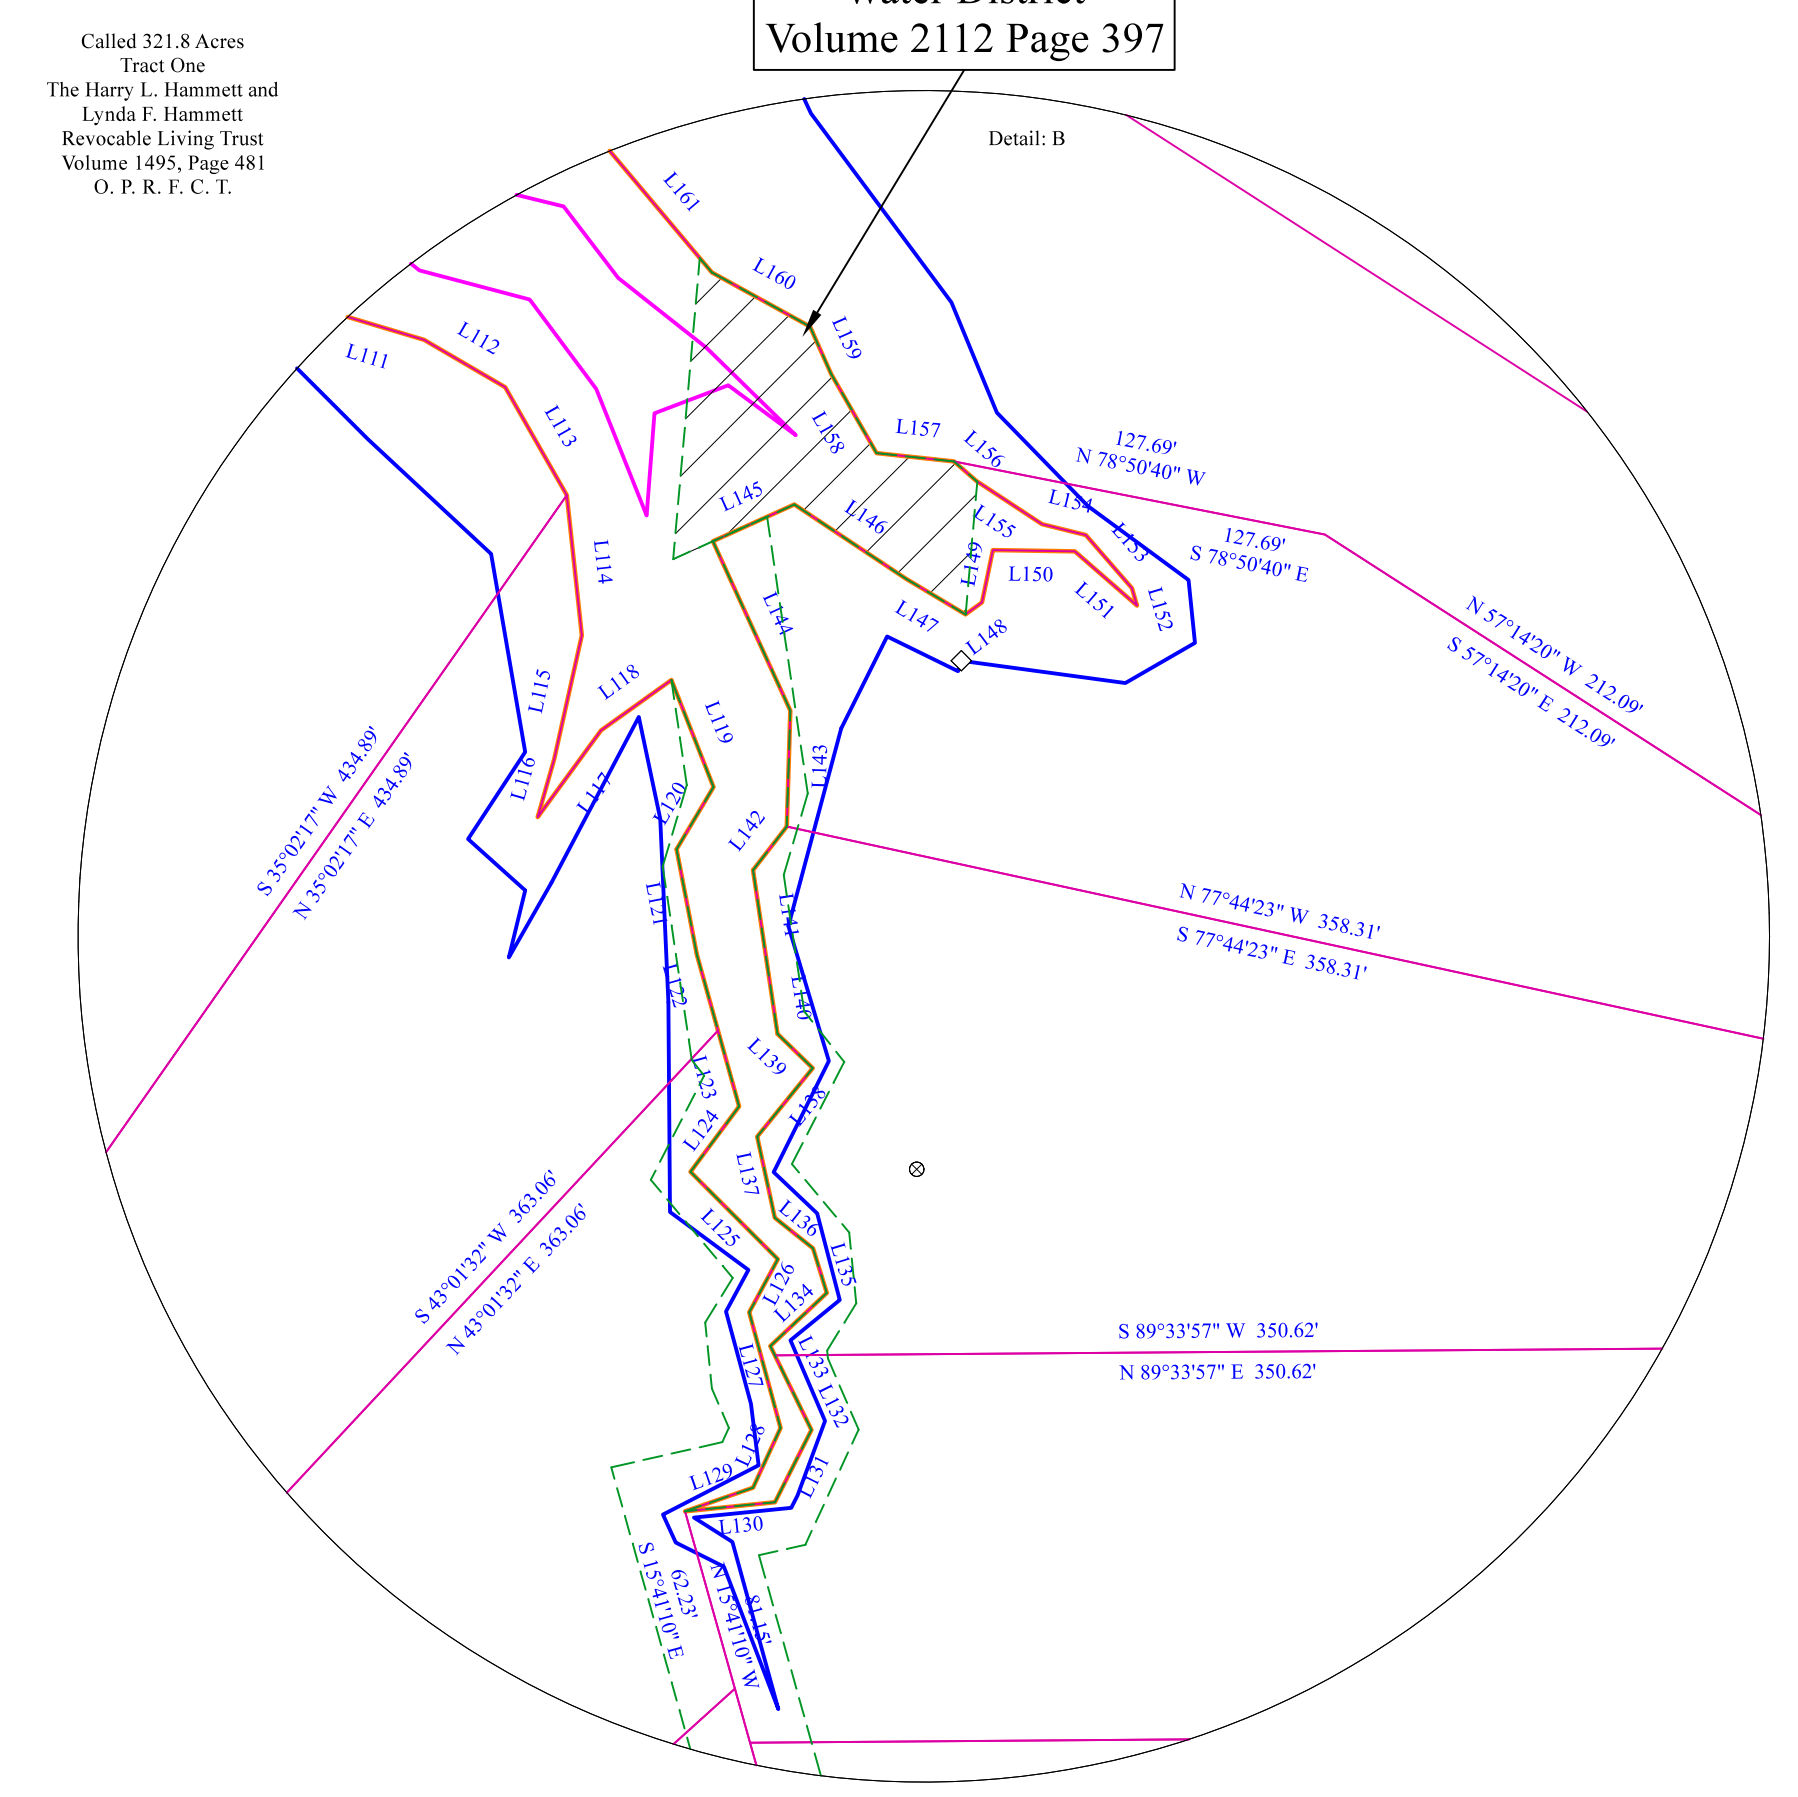 Water District
Volume 2112 Page 397
Called 321.8 Acres
Tract One
The Harry L. Hammett and
Lynda F. Hammett
Revocable Living Trust
Volume 1495, Page 481
O. P. R. F. C. T.
Detail: B
L161
L160
L159
L158
L157
L156
L155
L154
L153
L152
L151
L150
L149
L148
L147
L146
L145
L144
L143
L142
L141
L140
L139
L138
L137
L136
L135
L134
L133
L132
L131
L130
L129
L128
L127
L126
L125
L124
L123
L122
L121
L120
L119
L118
L117
L116
L115
L114
L113
L112
L111
127.69'
N 78°50'40" W
127.69'
S 78°50'40" E
N 57°14'20" W 212.09'
S 57°14'20" E 212.09'
N 77°44'23" W 358.31'
S 77°44'23" E 358.31'
S 89°33'57" W 350.62'
N 89°33'57" E 350.62'
S 35°02'17" W 434.89'
N 35°02'17" E 434.89'
S 43°01'32" W 363.06'
N 43°01'32" E 363.06'
62.23'
S 15°41'10" E
81.15'
N 15°41'10" W